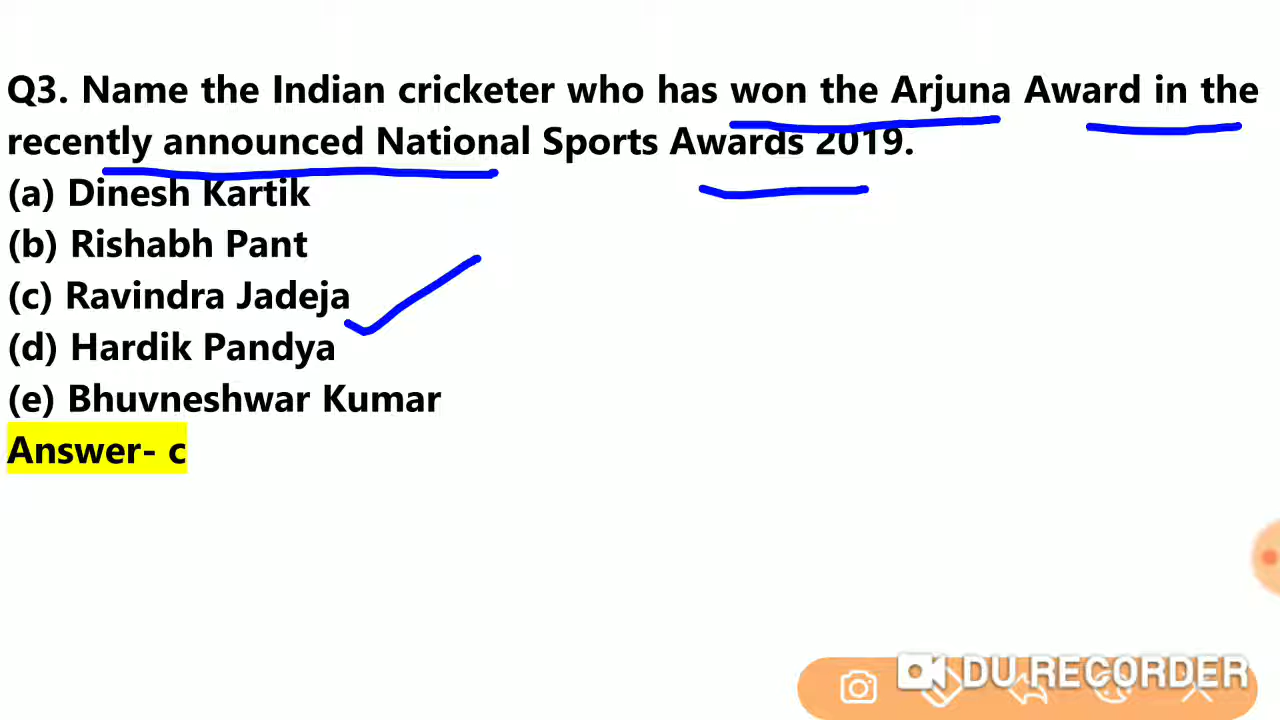 Q3. Name the Indian cricketer who has won the Arjuna Award in the
recently announced National Sports Awards 2019.
(a) Dinesh Kartik
(b) Rishabh Pant
(c) Ravindra Jadeja
(d) Hardik Pandya
(e) Bhuvneshwar Kumar
Answer- c
DU RECORDER